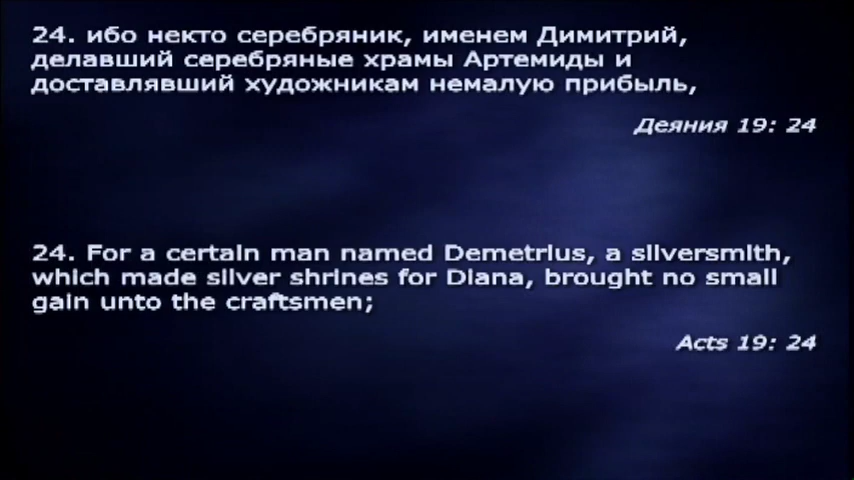 24. ибо некто серебряник, именем Димитрий,
делавший серебряные храмы Артемиды и
доставлявший художникам немалую прибыль,
Деяния 19: 24
24. For a certain man named Demetrius, a silversmith,
which made silver shrines for Diana, brought no small
gain unto the craftsmen;
Acts 19: 24